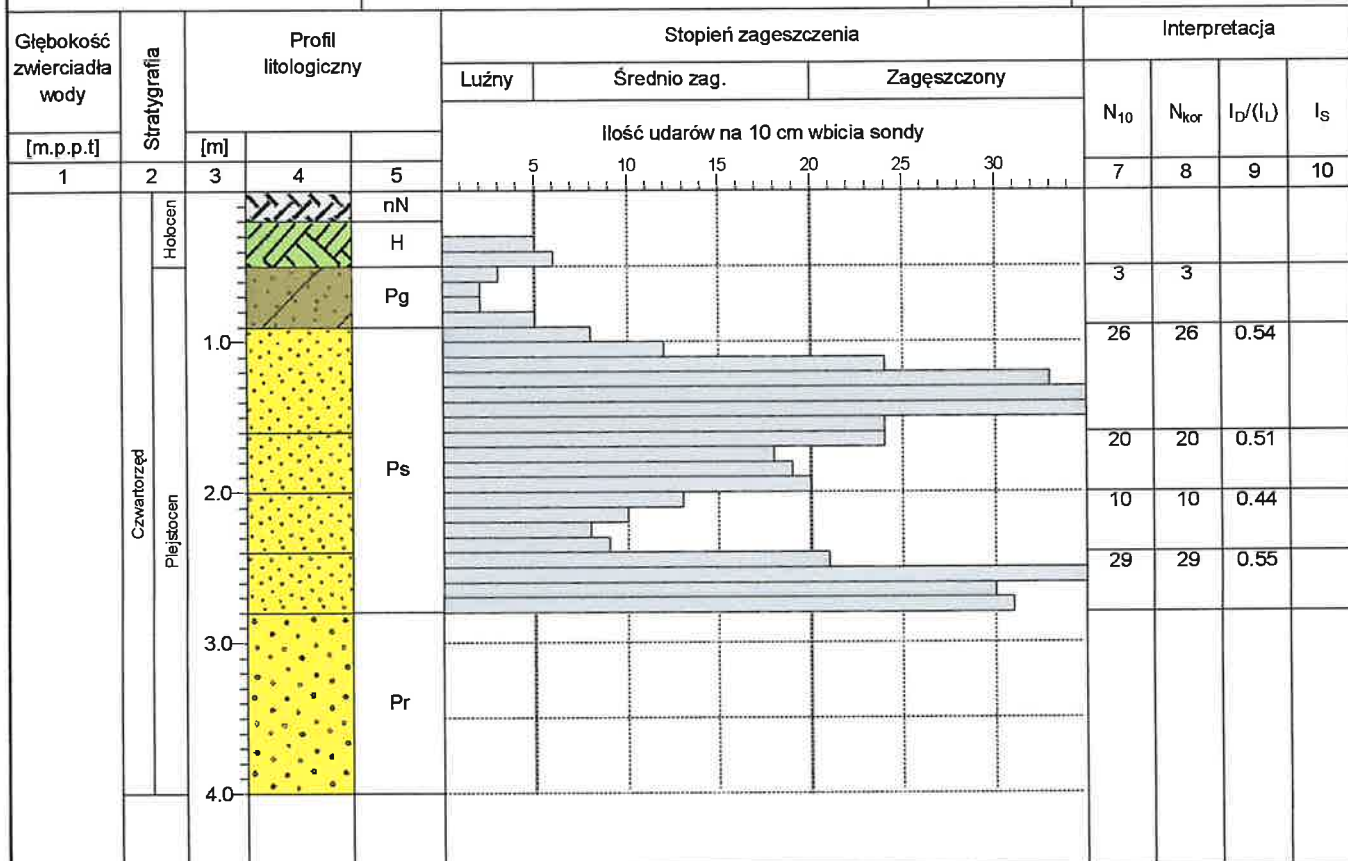 Głębokość
zwierciadła
wody
[m.p.p.t]
Stratygrafia
Profil
litologiczny
[m]
Stopień zageszczenia
Luźny
Średnio zag.
Zagęszczony
Ilość udarów na 10 cm wbicia sondy
5 10 15 20 25 30
Interpretacja
N10 Nkor ID/(IL) IS
1 2 3 4 5 7 8 9 10
Holocen
Czwartorzęd
Plejstocen
nN
H
Pg
3 3
1.0
26 26 0.54
Ps
20 20 0.51
2.0
10 10 0.44
29 29 0.55
3.0
Pr
4.0